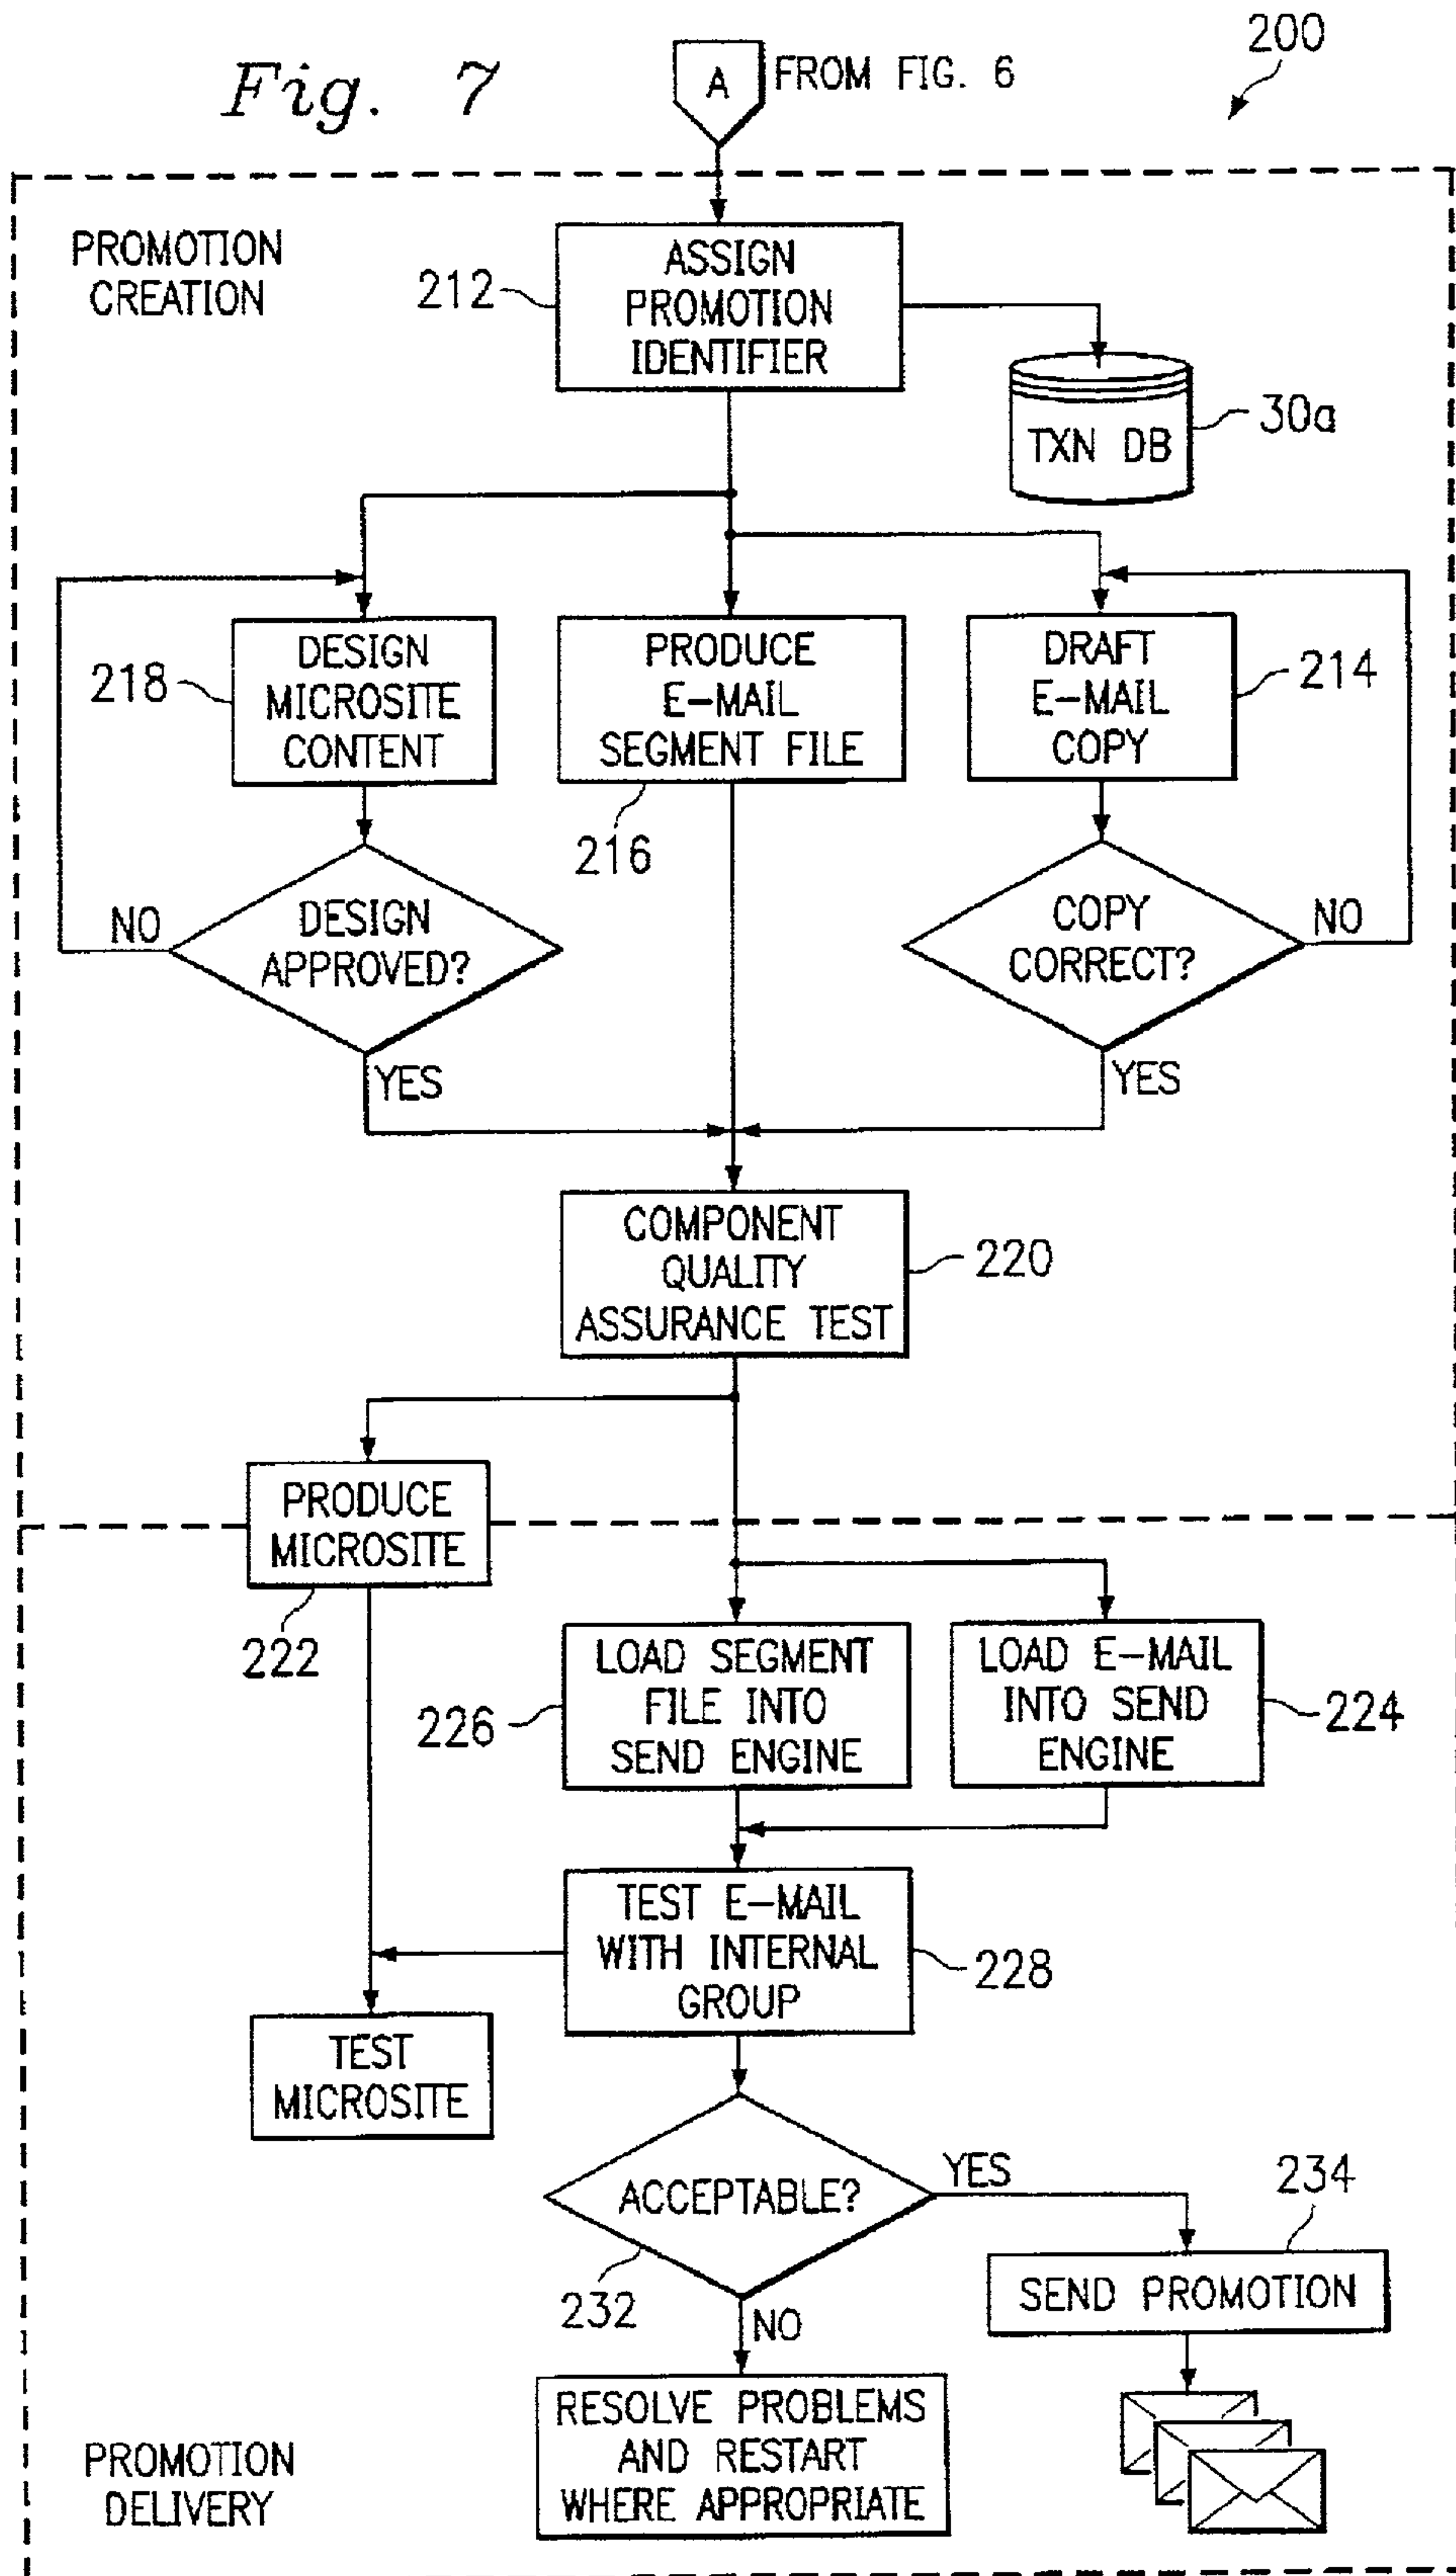 Fig. 7
A
FROM FIG. 6
200
PROMOTION
CREATION
212
ASSIGN
PROMOTION
IDENTIFIER
TXN DB
30a
218
DESIGN
MICROSITE
CONTENT
PRODUCE
E-MAIL
SEGMENT FILE
216
DRAFT
E-MAIL
COPY
214
NO
DESIGN
APPROVED?
YES
COPY
CORRECT?
NO
YES
COMPONENT
QUALITY
ASSURANCE TEST
220
PRODUCE
MICROSITE
222
226
LOAD SEGMENT
FILE INTO
SEND ENGINE
LOAD E-MAIL
INTO SEND
ENGINE
224
TEST E-MAIL
WITH INTERNAL
GROUP
228
TEST
MICROSITE
ACCEPTABLE?
YES
232
NO
234
SEND PROMOTION
RESOLVE PROBLEMS
AND RESTART
WHERE APPROPRIATE
PROMOTION
DELIVERY